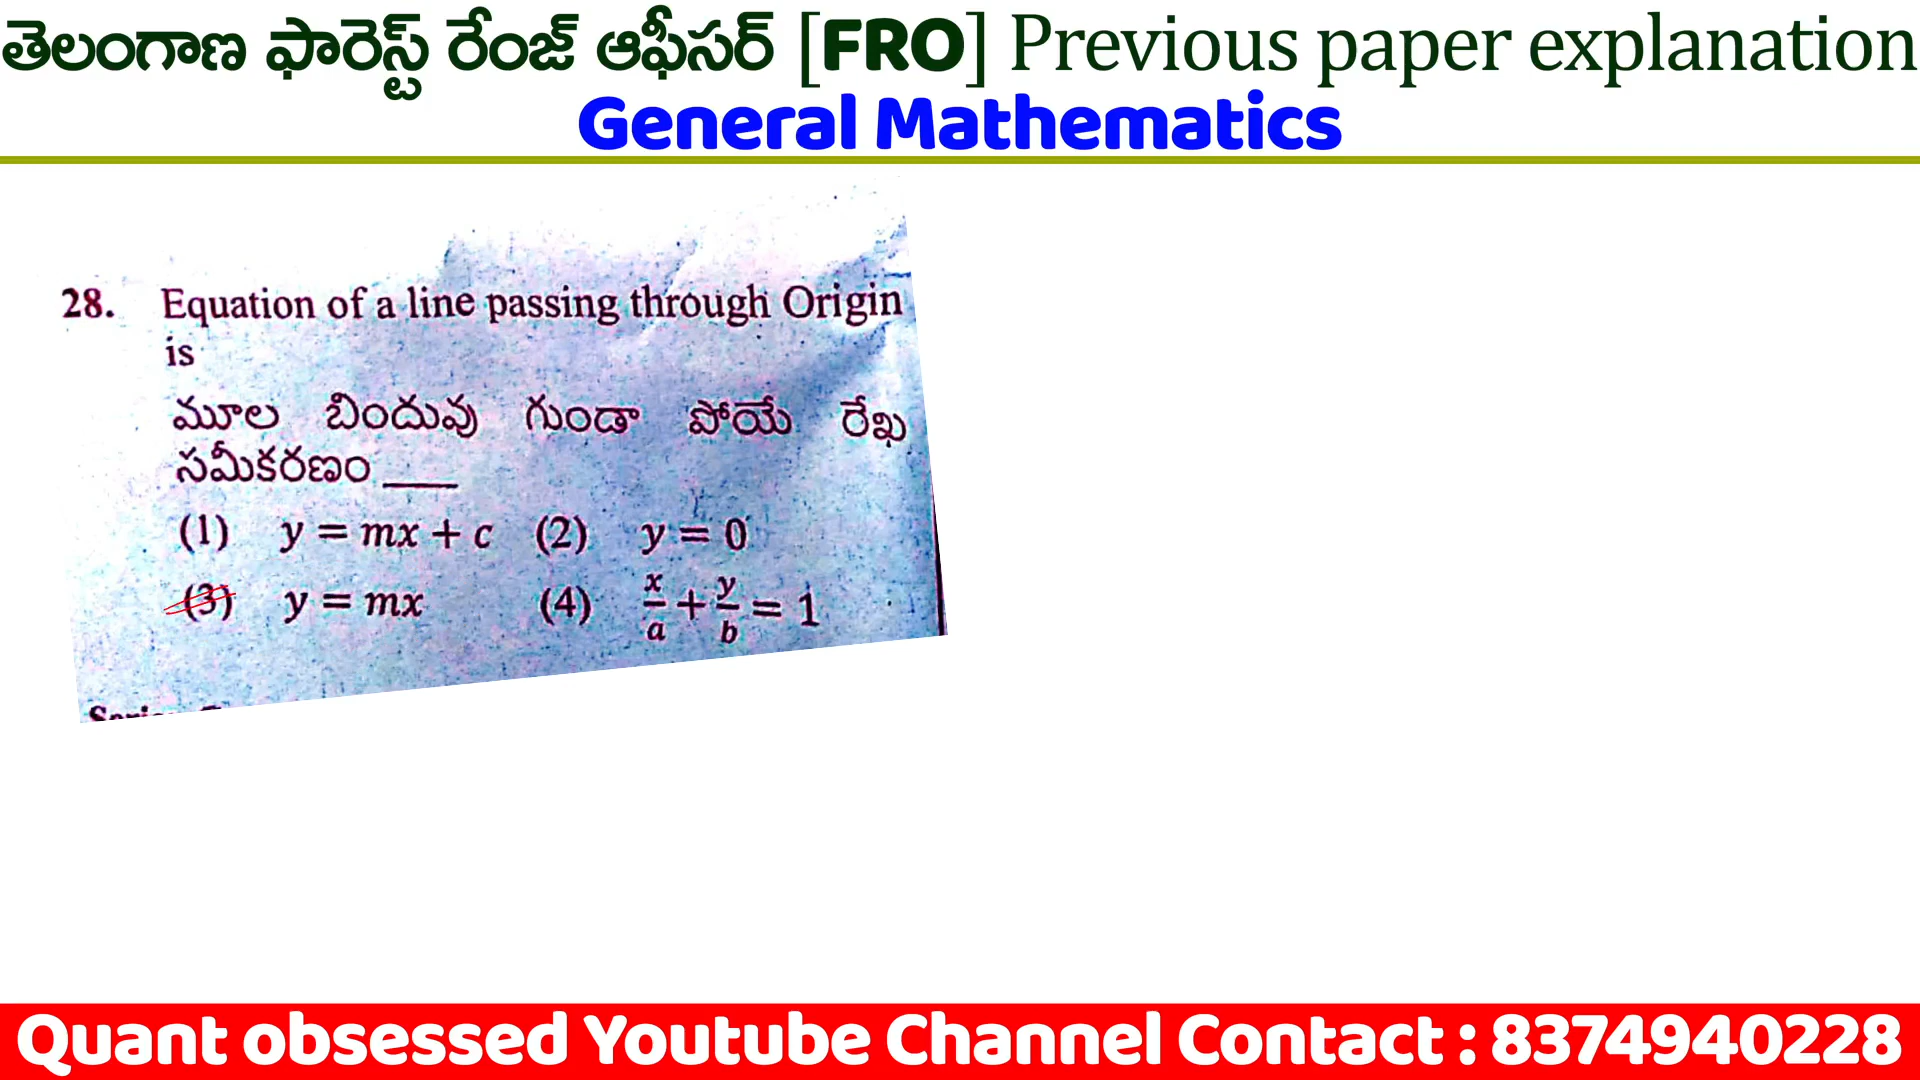 తెలంగాణ ఫారెస్ట్ రేంజ్ ఆఫీసర్ [FRO] Previous paper explanation
General Mathematics
28. Equation of a line passing through Origin
is
మూల బిందువు గుండా పోయే రేఖ
సమీకరణం ____
(1) y = mx + c (2) y = 0
(3) y = mx (4) x/a + y/b = 1
Quant obsessed Youtube Channel Contact : 8374940228